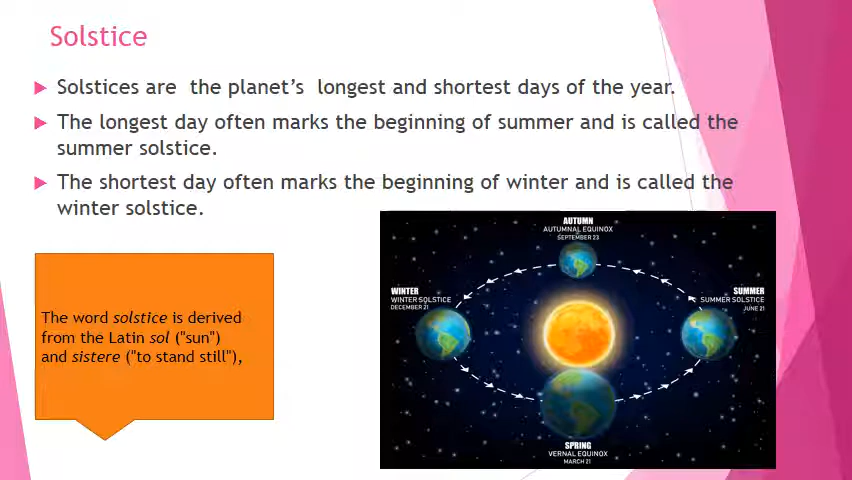 Solstice
Solstices are the planet’s longest and shortest days of the year.
The longest day often marks the beginning of summer and is called the
summer solstice.
The shortest day often marks the beginning of winter and is called the
winter solstice.
The word solstice is derived
from the Latin sol ("sun")
and sistere ("to stand still"),
AUTUMN
AUTUMNAL EQUINOX
SEPTEMBER 23
WINTER
WINTER SOLSTICE
DECEMBER 21
SUMMER
SUMMER SOLSTICE
JUNE 21
SPRING
VERNAL EQUINOX
MARCH 21